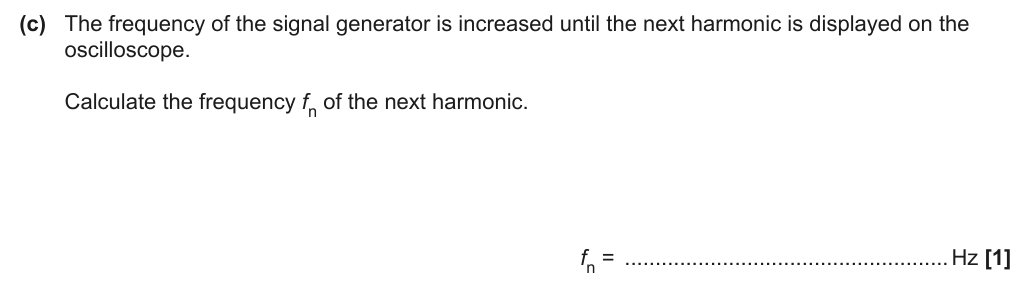 (c) The frequency of the signal generator is increased until the next harmonic is displayed on the
oscilloscope.
Calculate the frequency fn of the next harmonic.
fn = ...................................................... Hz [1]